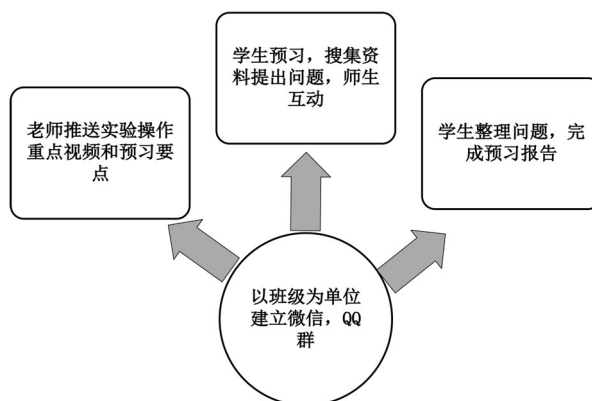 老师推送实验操作
重点视频和预习要
点
学生预习，搜集资
料提出问题，师生
互动
学生整理问题，完
成预习报告
以班级为单位
建立微信，QQ
群